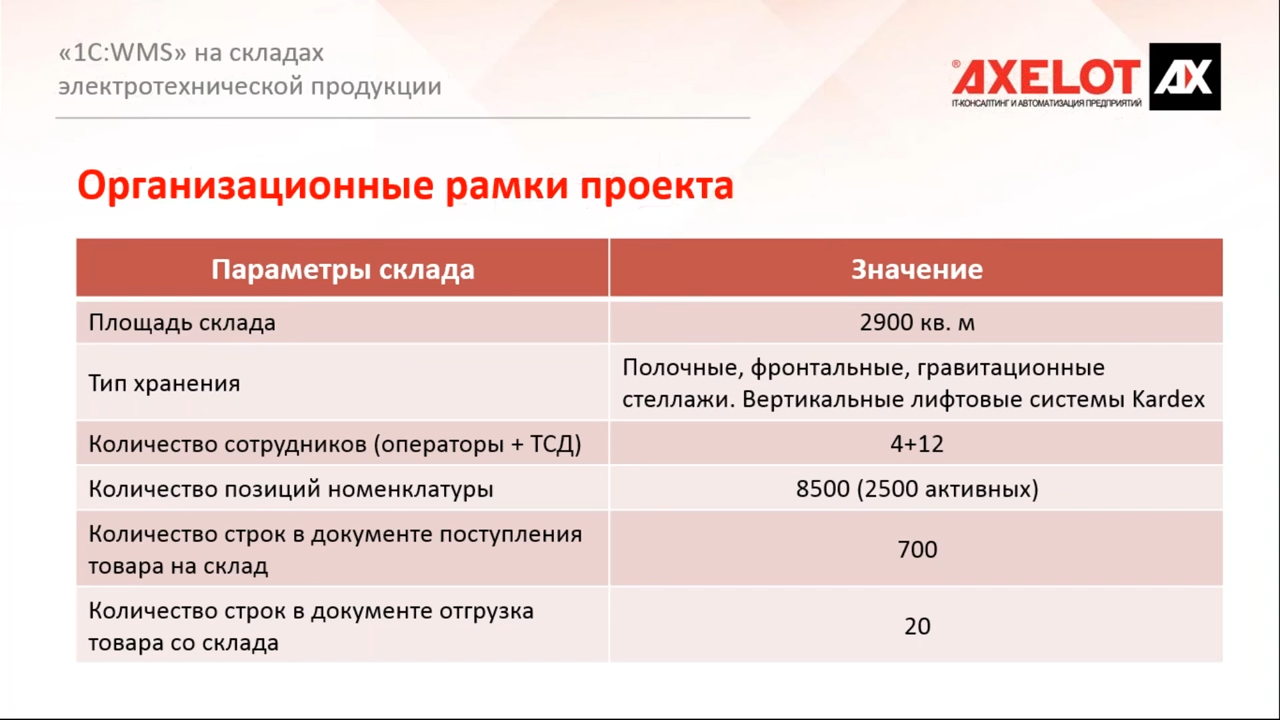 «1С:WMS» на складах
электротехнической продукции
® AXELOT AX
IT-КОНСАЛТИНГ И АВТОМАТИЗАЦИЯ ПРЕДПРИЯТИЙ
Организационные рамки проекта
Параметры склада
Значение
Площадь склада
2900 кв. м
Тип хранения
Полочные, фронтальные, гравитационные
стеллажи. Вертикальные лифтовые системы Kardex
Количество сотрудников (операторы + ТСД)
4+12
Количество позиций номенклатуры
8500 (2500 активных)
Количество строк в документе поступления
товара на склад
700
Количество строк в документе отгрузка
товара со склада
20